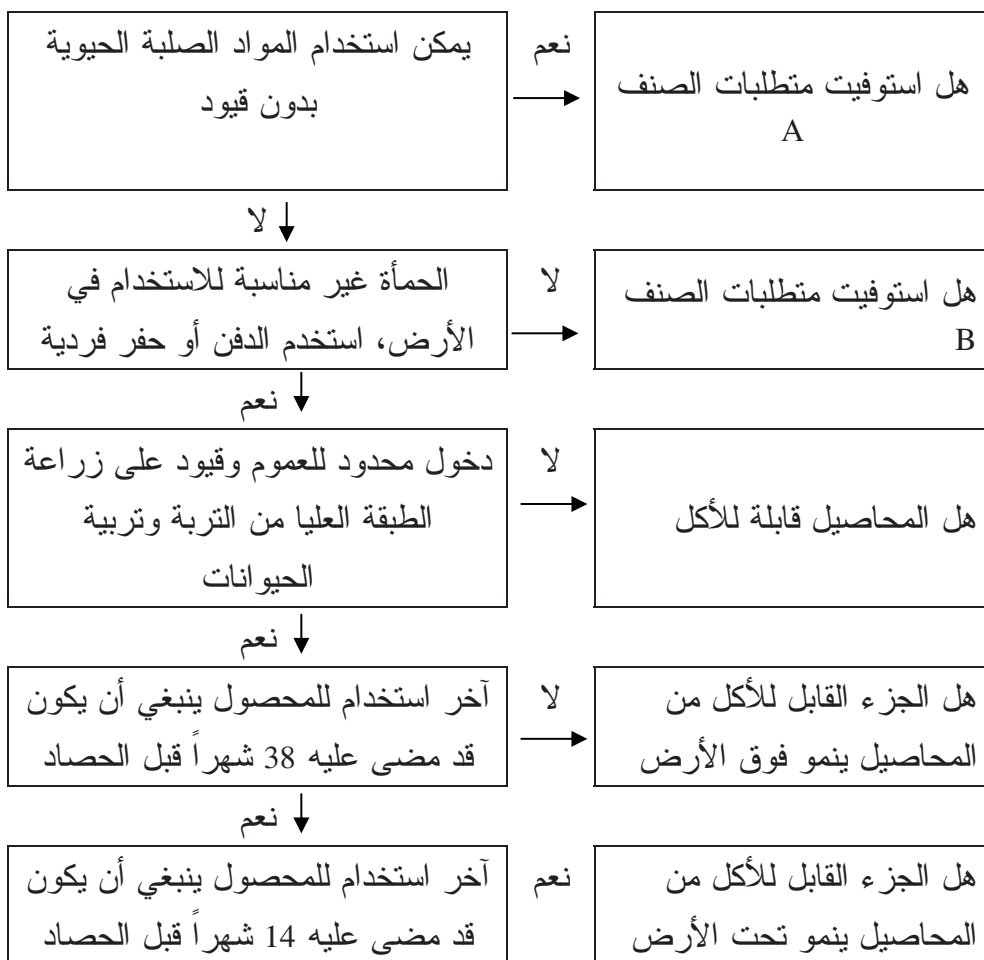 هل استوفيت متطلبات الصنف
A
نعم
يمكن استخدام المواد الصلبة الحيوية
بدون قيود
لا
هل استوفيت متطلبات الصنف
B
لا
الحمأة غير مناسبة للاستخدام في
الأرض، استخدم الدفن أو حفر فردية
نعم
هل المحاصيل قابلة للأكل
لا
دخول محدود للعموم وقيود على زراعة
الطبقة العليا من التربة وتربية
الحيوانات
نعم
هل الجزء القابل للأكل من
المحاصيل ينمو فوق الأرض
لا
آخر استخدام للمحصول ينبغي أن يكون
قد مضى عليه 38 شهراً قبل الحصاد
نعم
هل الجزء القابل للأكل من
المحاصيل ينمو تحت الأرض
نعم
آخر استخدام للمحصول ينبغي أن يكون
قد مضى عليه 14 شهراً قبل الحصاد